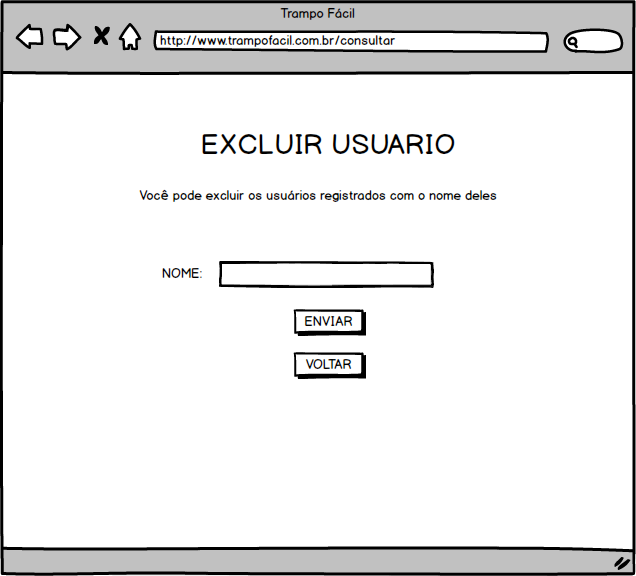 Trampo Fácil
http://www.trampofacil.com.br/consultar
EXCLUIR USUARIO
Você pode excluir os usuários registrados com o nome deles
NOME:
ENVIAR
VOLTAR